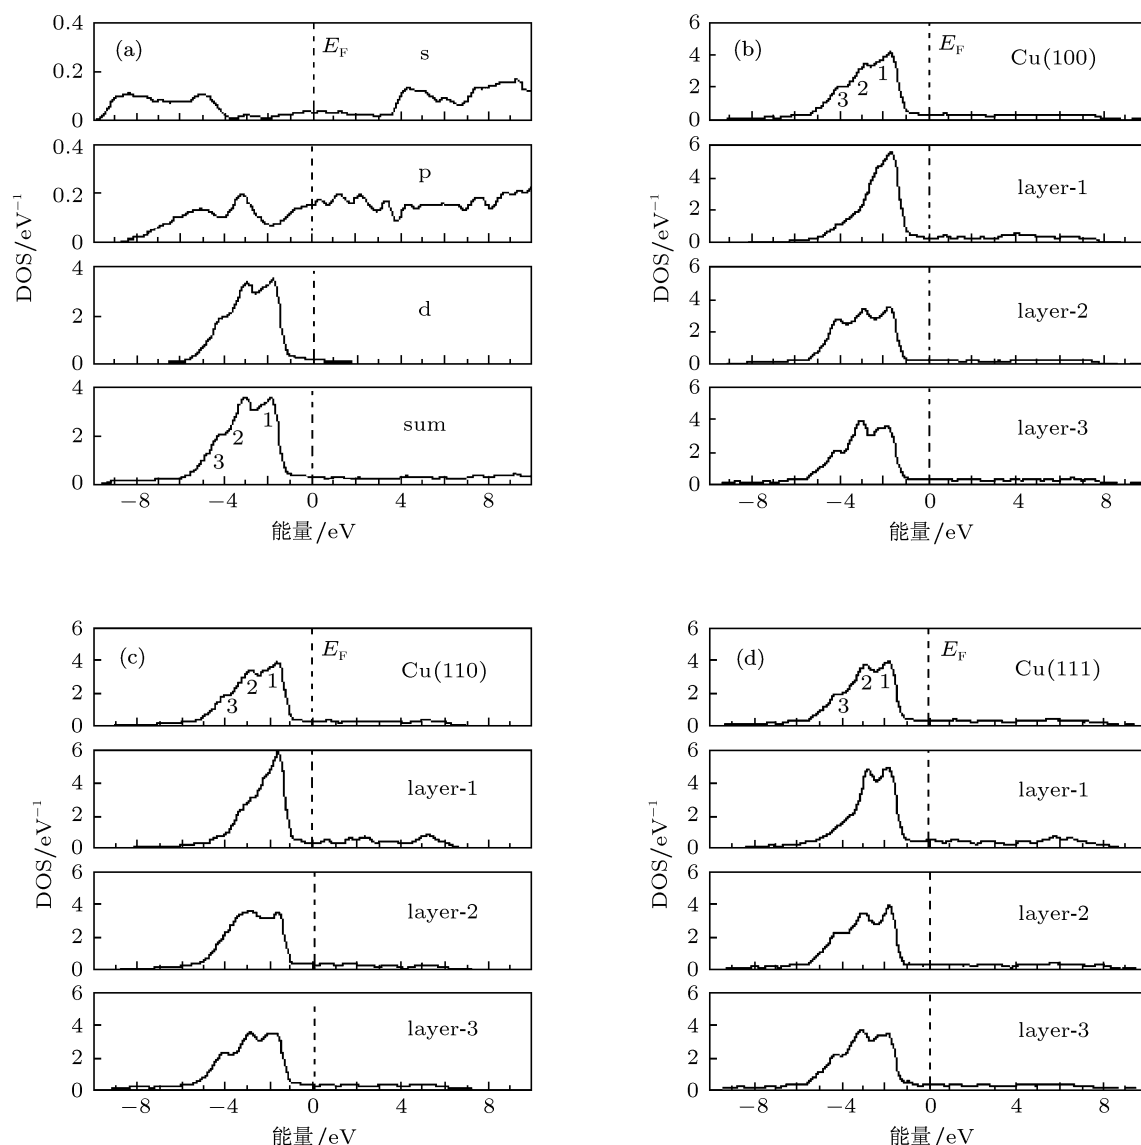 0.4
(a)
E_F
s
0.2
0
0.4
p
0.2
0
DOS/eV⁻¹
4
d
2
0
4
sum
1
2
3
2
0
−8 −4 0 4 8
能量/eV
6
(b)
E_F
Cu(100)
1
2
3
4
2
0
6
layer-1
4
2
0
DOS/eV⁻¹
6
layer-2
4
2
0
6
layer-3
4
2
0
−8 −4 0 4 8
能量/eV
6
(c)
E_F
Cu(110)
1
2
3
4
2
0
6
layer-1
4
2
0
DOS/eV⁻¹
6
layer-2
4
2
0
6
layer-3
4
2
0
−8 −4 0 4 8
能量/eV
6
(d)
E_F
Cu(111)
1
2
3
4
2
0
6
layer-1
4
2
0
DOS/eV⁻¹
6
layer-2
4
2
0
6
layer-3
4
2
0
−8 −4 0 4 8
能量/eV